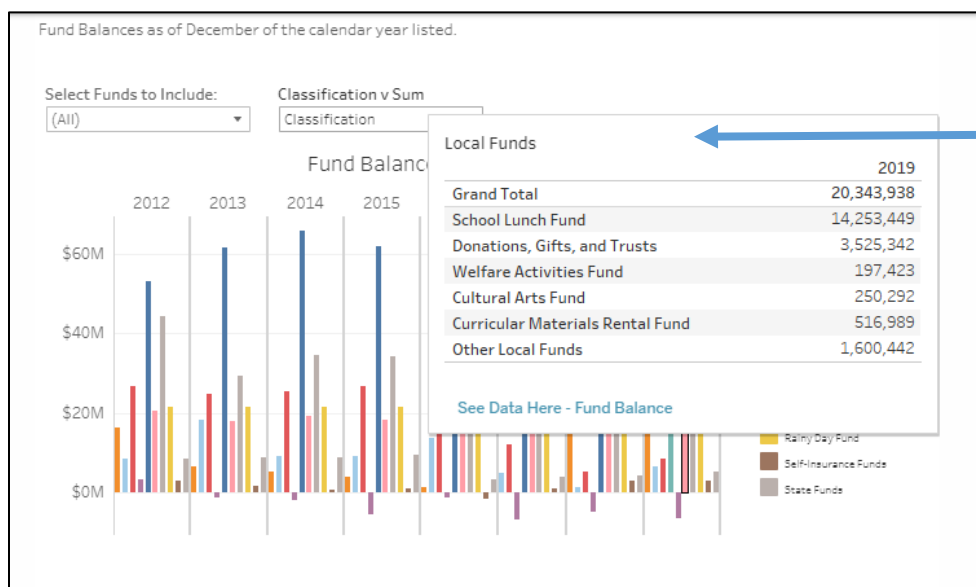 Fund Balances as of December of the calendar year listed.
Select Funds to Include: Classification v Sum
(All) Classification
Local Funds
2019
Grand Total 20,343,938
School Lunch Fund 14,253,449
Donations, Gifts, and Trusts 3,525,342
Welfare Activities Fund 197,423
Cultural Arts Fund 250,292
Curricular Materials Rental Fund 516,989
Other Local Funds 1,600,442
See Data Here - Fund Balance
Fund Balanc
2012 2013 2014 2015
$60M
$40M
$20M
$0M
Rainy Day Fund
Self-Insurance Funds
State Funds